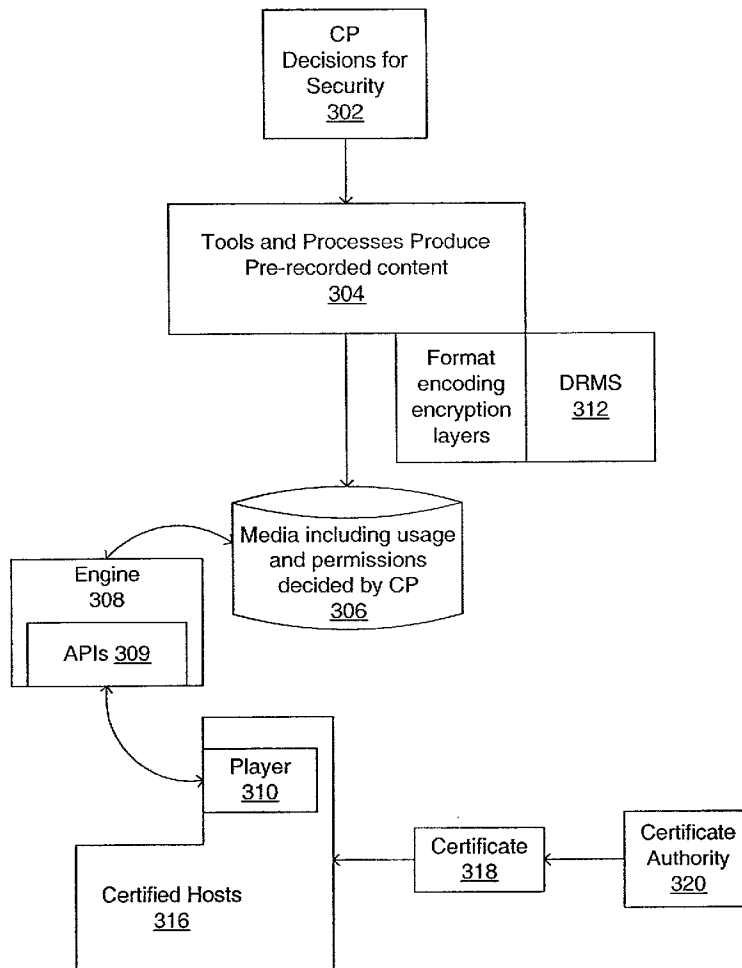 CP
Decisions for
Security
302
Tools and Processes Produce
Pre-recorded content
304
Format
encoding
encryption
layers
DRMS
312
Media including usage
and permissions
decided by CP
306
Engine
308
APIs 309
Player
310
Certified Hosts
316
Certificate
318
Certificate
Authority
320